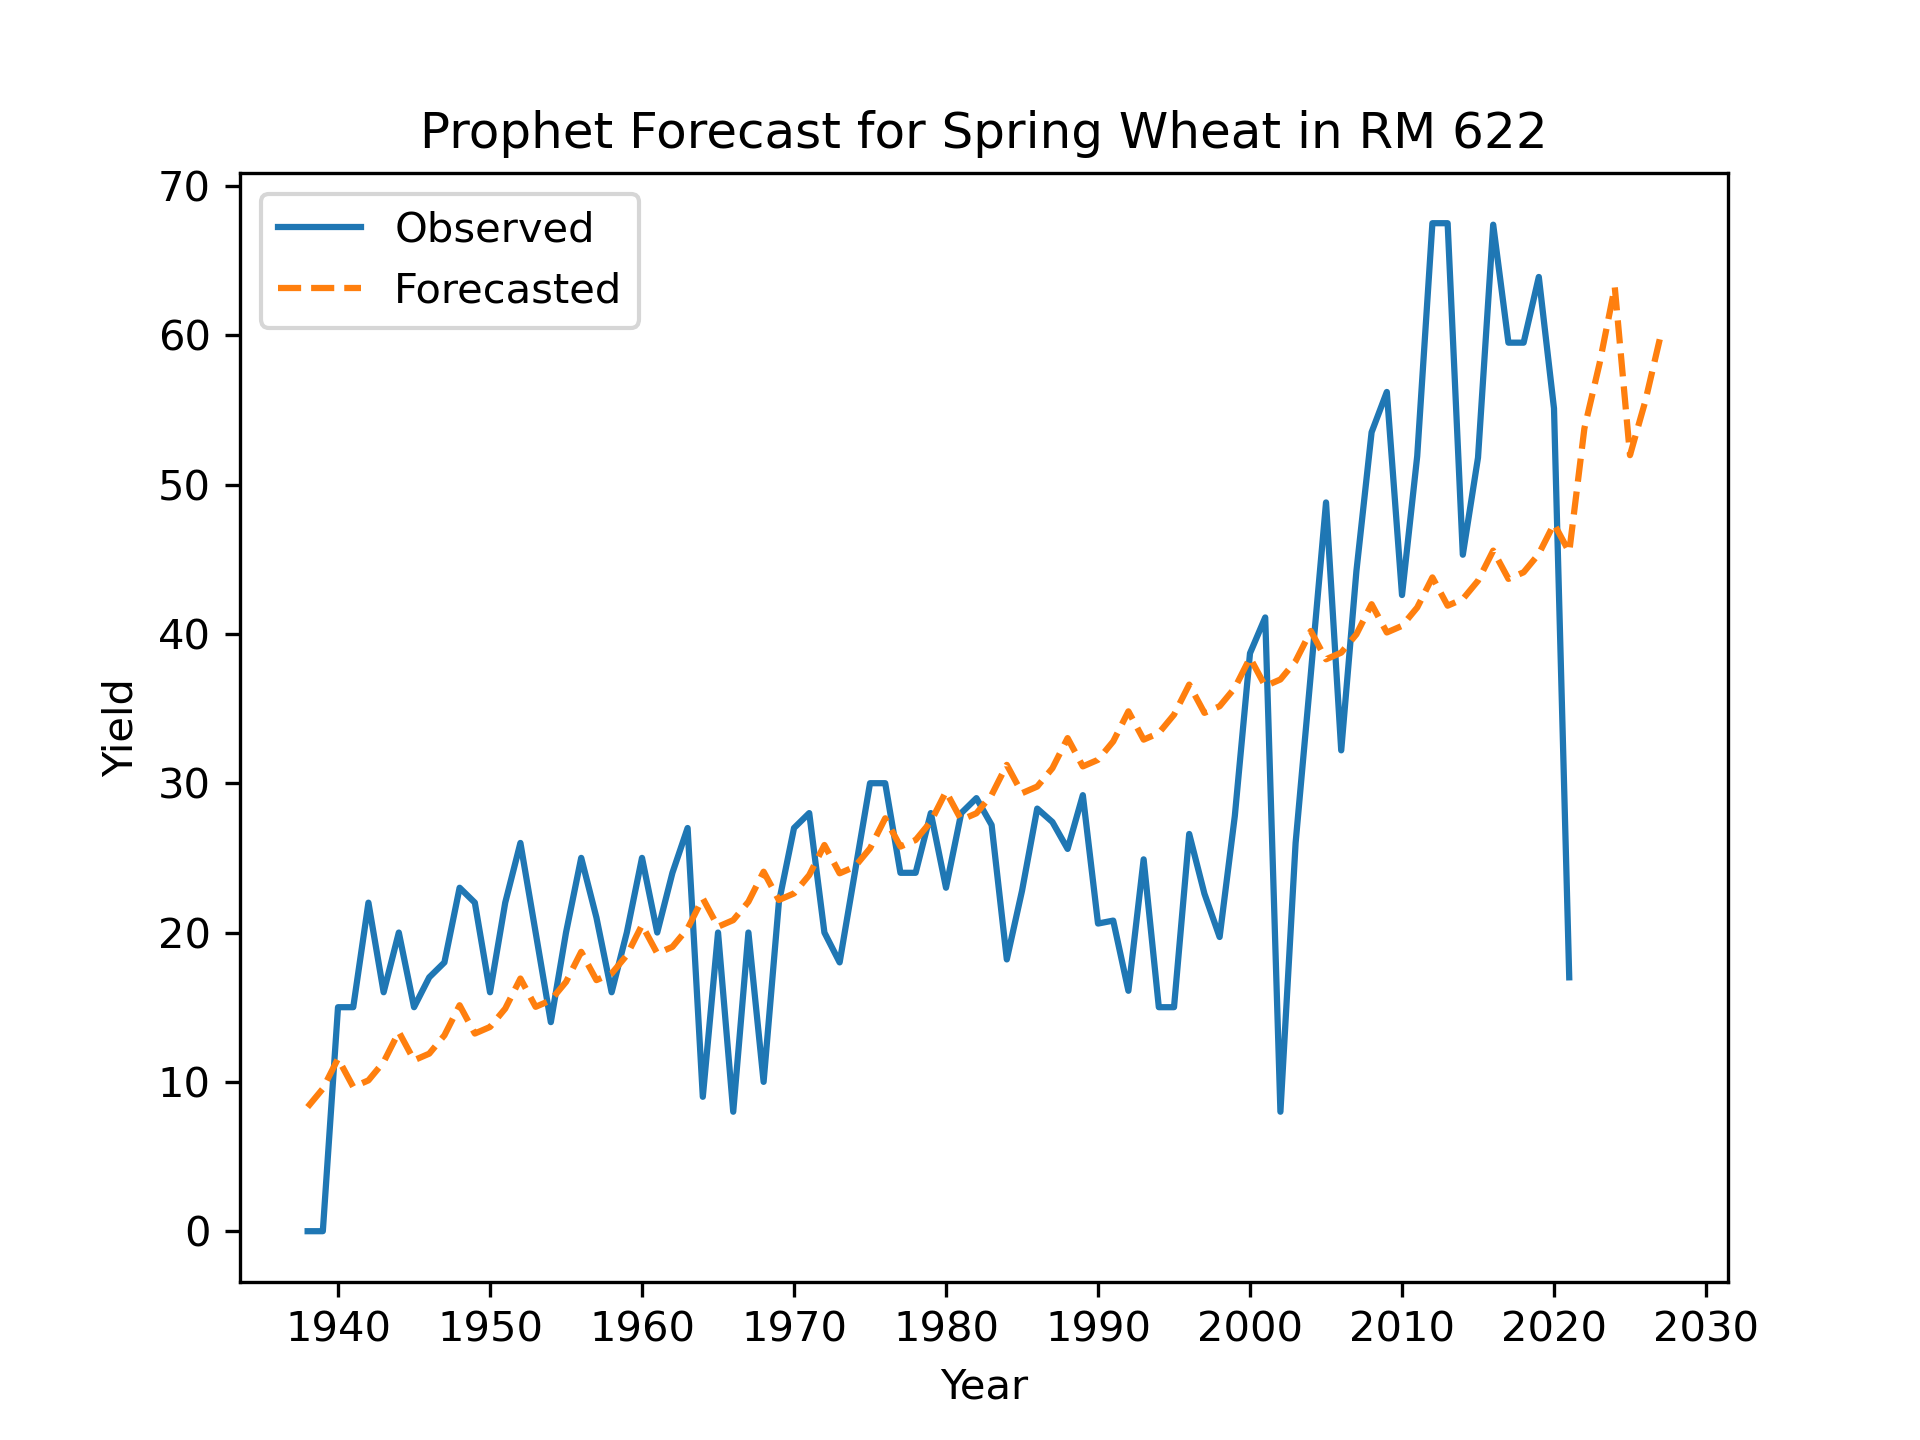 Prophet Forecast for Spring Wheat in RM 622
Observed
Forecasted
70
60
50
40
30
20
10
0
Yield
1940 1950 1960 1970 1980 1990 2000 2010 2020 2030
Year